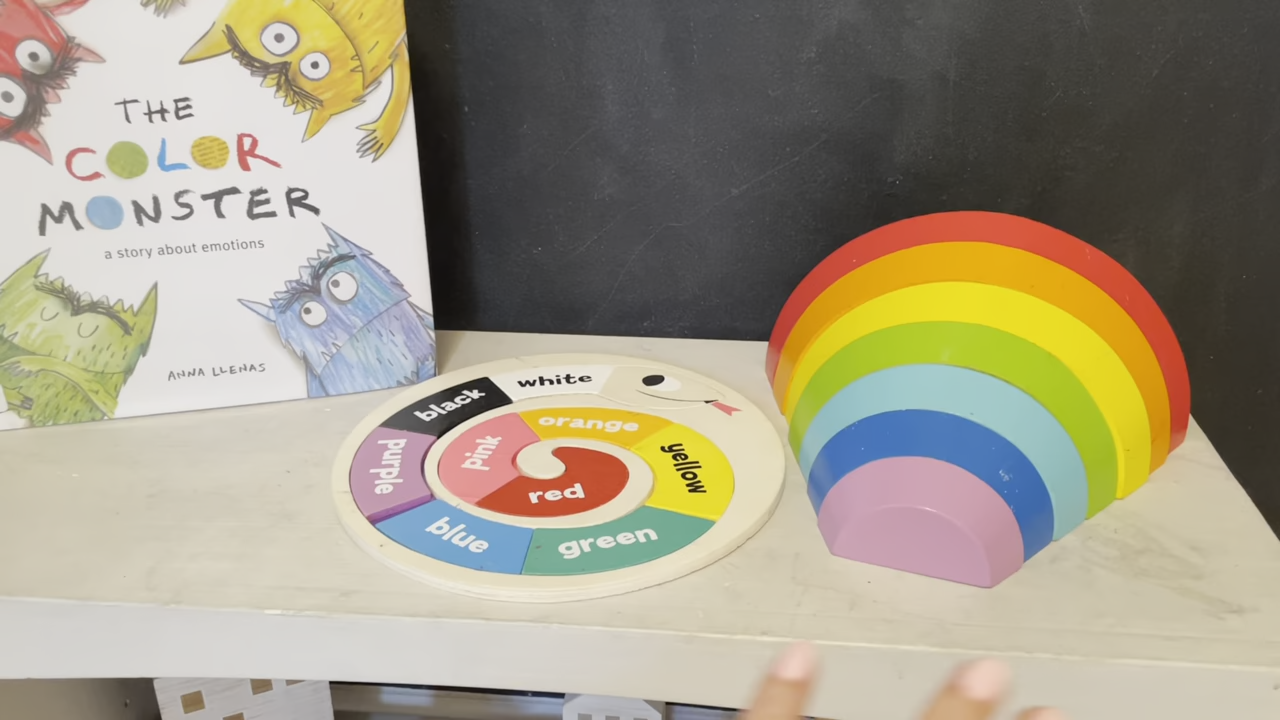 THE
COLOR
MONSTER
a story about emotions
ANNA LLENAS
white
black
orange
pink
yellow
purple
red
blue
green